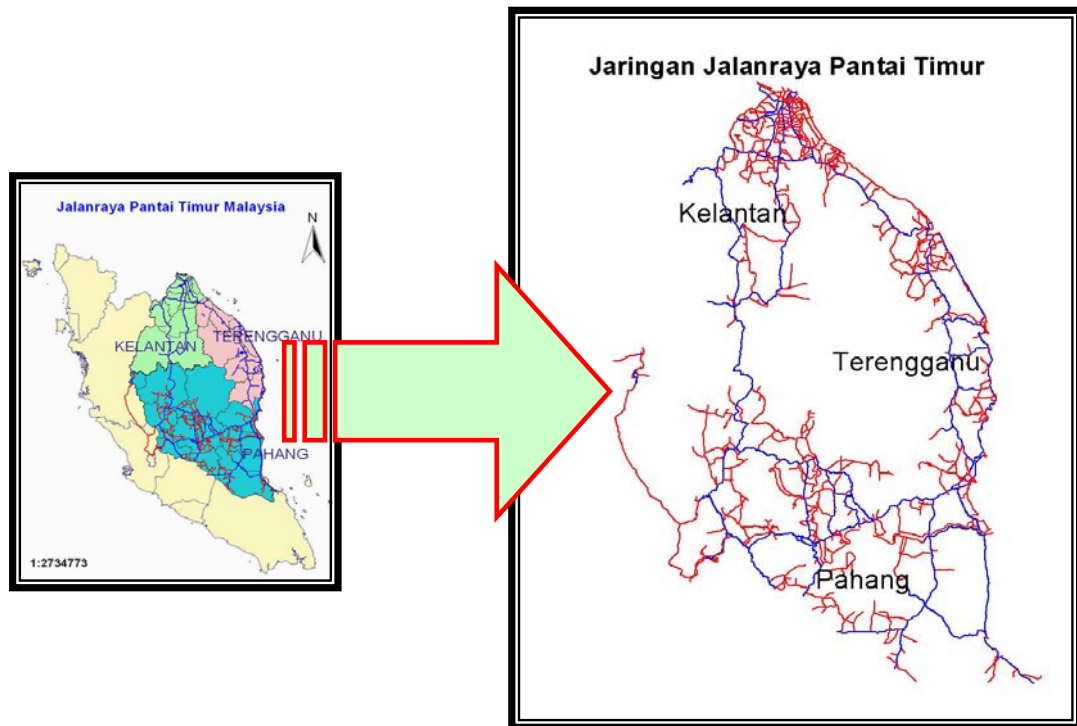 Jalanraya Pantai Timur Malaysia
N
TERENGGANU
KELANTAN
PAHANG
1:2734773
Jaringan Jalanraya Pantai Timur
Kelantan
Terengganu
Pahang